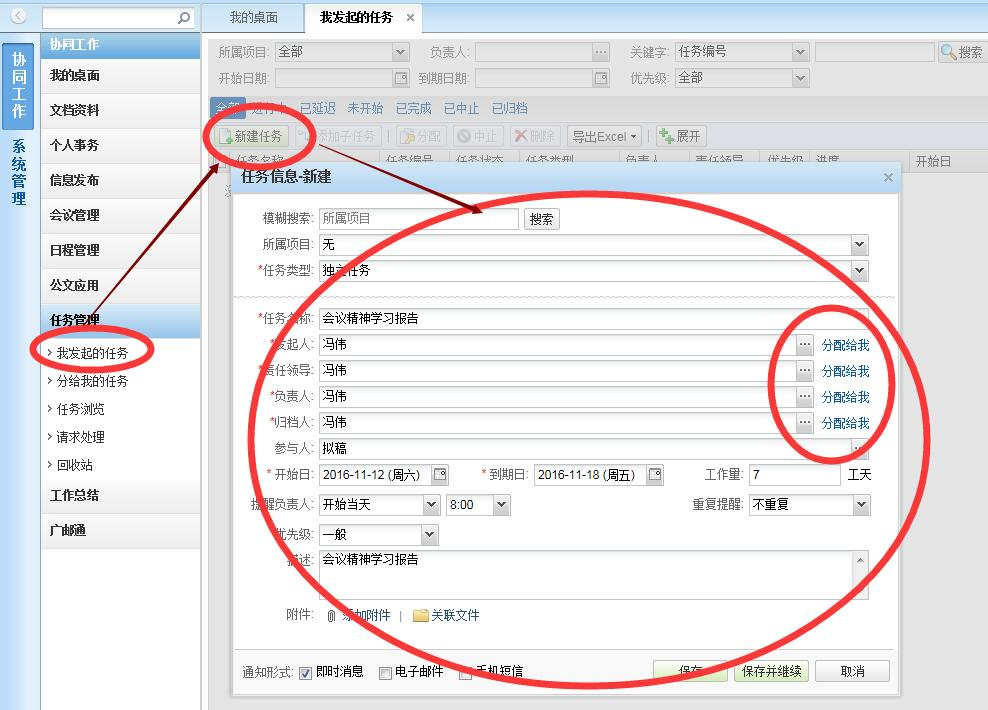 我的桌面 我发起的任务
协同工作
系统管理
协同工作
我的桌面
文档资料
个人事务
信息发布
会议管理
日程管理
公文应用
任务管理
我发起的任务
分给我的任务
任务浏览
请求处理
回收站
工作总结
广邮通
所属项目: 全部 负责人: 关键字: 任务编号 搜索
开始日期: 到期日期: 优先级: 全部
全部 进行中 已延迟 未开始 已完成 已中止 已归档
新建任务 添加子任务 分配 中止 删除 导出Excel 展开
任务名称 任务编号 任务状态 任务类型 负责人 责任领导 优先级 进度 开始日
任务信息-新建
模糊搜索: 所属项目 搜索
所属项目: 无
*任务类型: 独立任务
*任务名称: 会议精神学习报告
*发起人: 冯伟 分配给我
*责任领导: 冯伟 分配给我
*负责人: 冯伟 分配给我
*归档人: 冯伟 分配给我
参与人: 拟稿
*开始日: 2016-11-12 (周六) *到期日: 2016-11-18 (周五) 工作量: 7 工天
提醒负责人: 开始当天 8:00 重复提醒: 不重复
优先级: 一般
描述: 会议精神学习报告
附件: 添加附件 | 关联文件
通知形式: 即时消息 电子邮件 手机短信 保存 保存并继续 取消